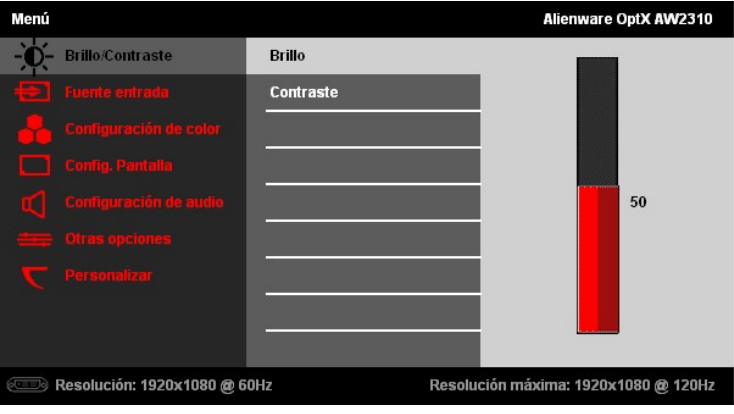 Menú
Alienware OptX AW2310
Brillo/Contraste
Brillo
Fuente entrada
Contraste
Configuración de color
Config. Pantalla
Configuración de audio
50
Otras opciones
Personalizar
Resolución: 1920x1080 @ 60Hz
Resolución máxima: 1920x1080 @ 120Hz